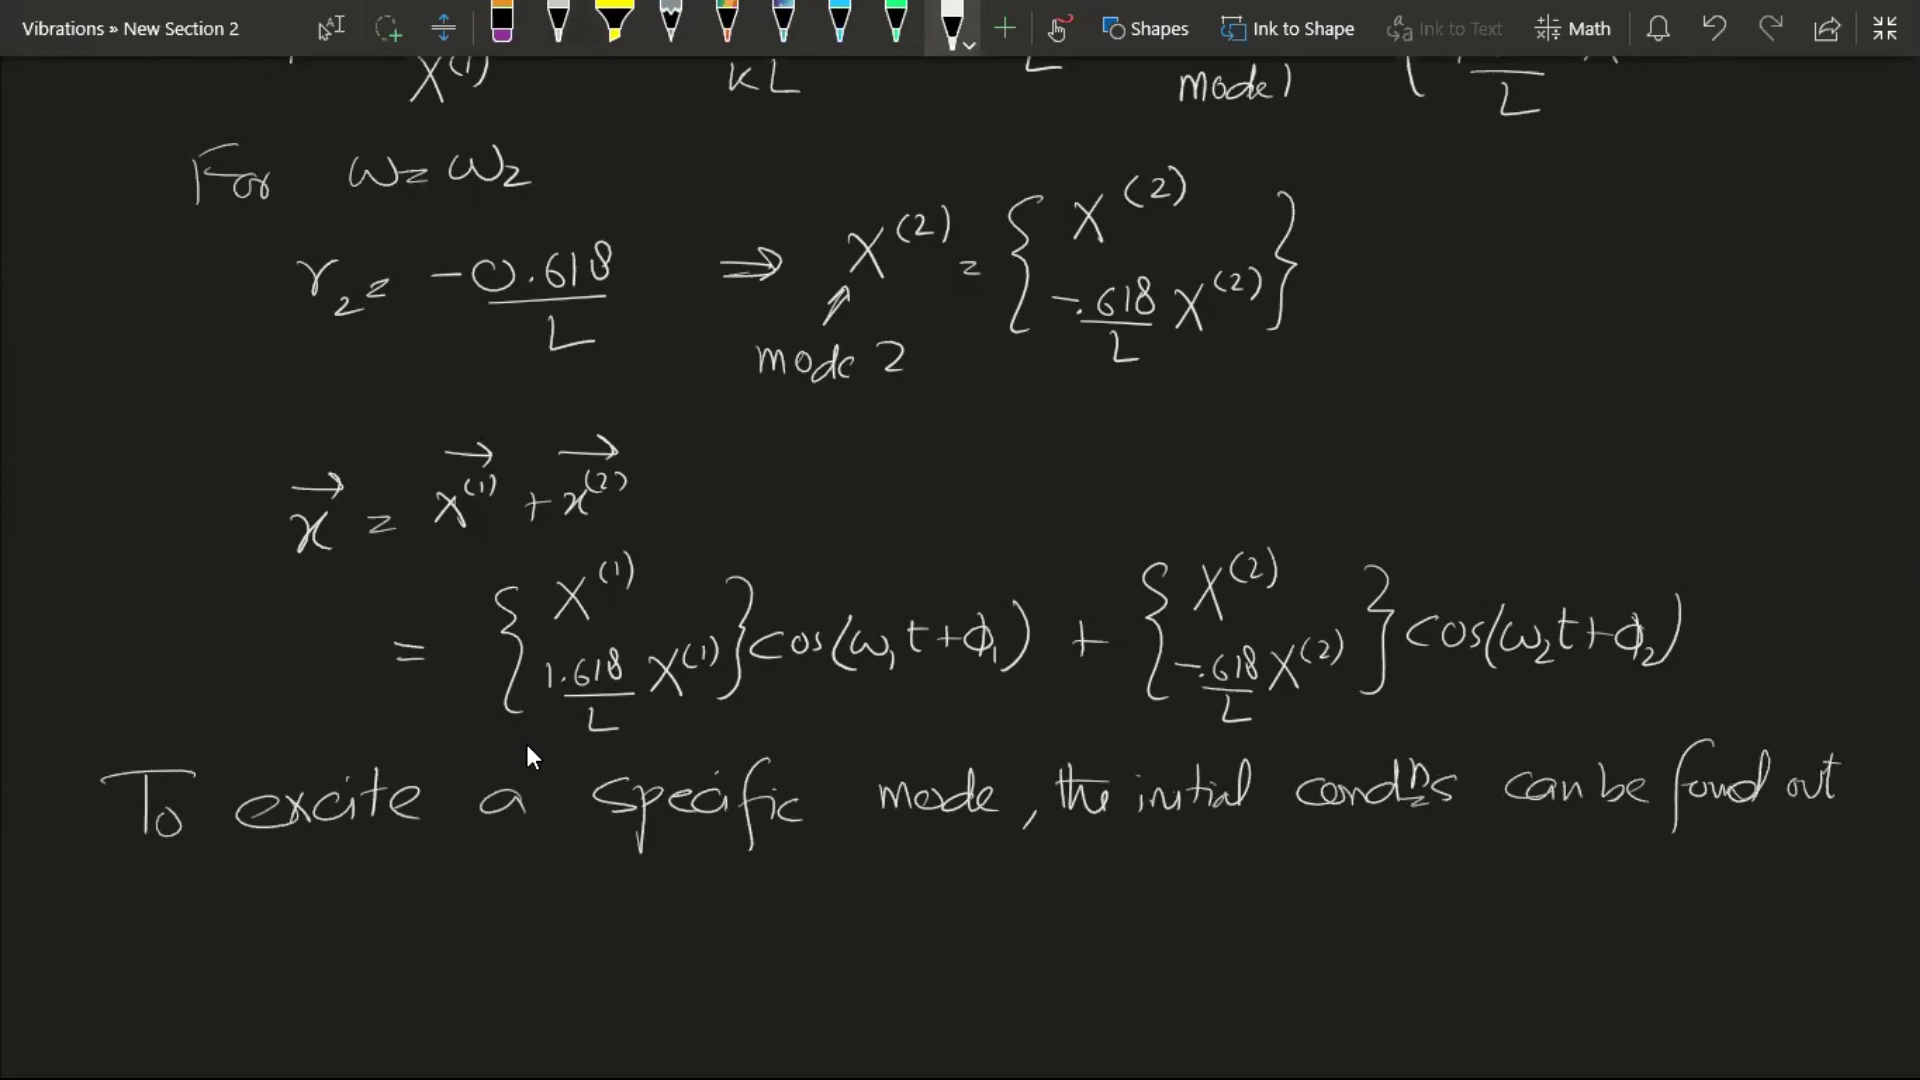 Vibrations » New Section 2
Shapes Ink to Shape Ink to Text Math
X⁽¹⁾ KL L mode 1 L
For ω = ω₂
r₂ = -0.618/L ⇒ X⁽²⁾ = { X⁽²⁾
-.618/L X⁽²⁾ }
mode 2
x⃗ = x⃗⁽¹⁾ + x⃗⁽²⁾
= { X⁽¹⁾
1.618/L X⁽¹⁾ } cos(ω₁t+ϕ₁) + { X⁽²⁾
-.618/L X⁽²⁾ } cos(ω₂t+ϕ₂)
To excite a specific mode, the initial condns can be found out